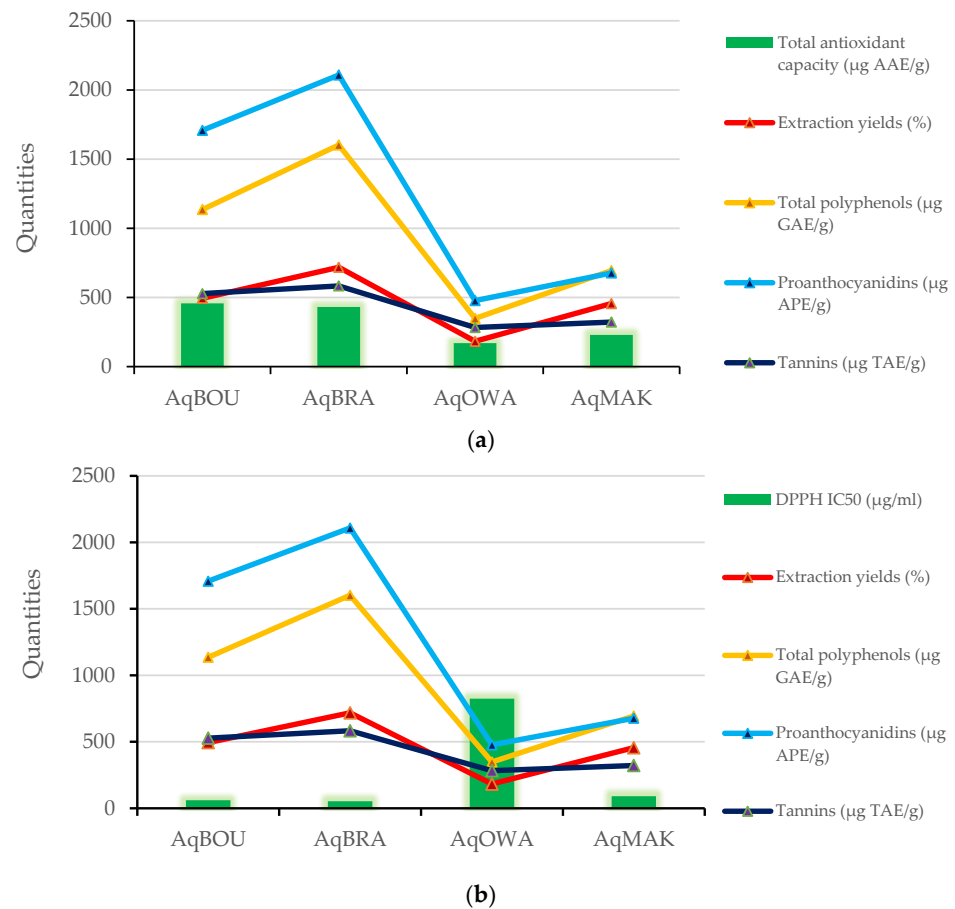 2500
2000
1500
1000
500
0
Quantities
AqBOU AqBRA AqOWA AqMAK
Total antioxidant
capacity (µg AAE/g)
Extraction yields (%)
Total polyphenols (µg
GAE/g)
Proanthocyanidins (µg
APE/g)
Tannins (µg TAE/g)
(a)
2500
2000
1500
1000
500
0
Quantities
AqBOU AqBRA AqOWA AqMAK
DPPH IC50 (µg/ml)
Extraction yields (%)
Total polyphenols (µg
GAE/g)
Proanthocyanidins (µg
APE/g)
Tannins (µg TAE/g)
(b)